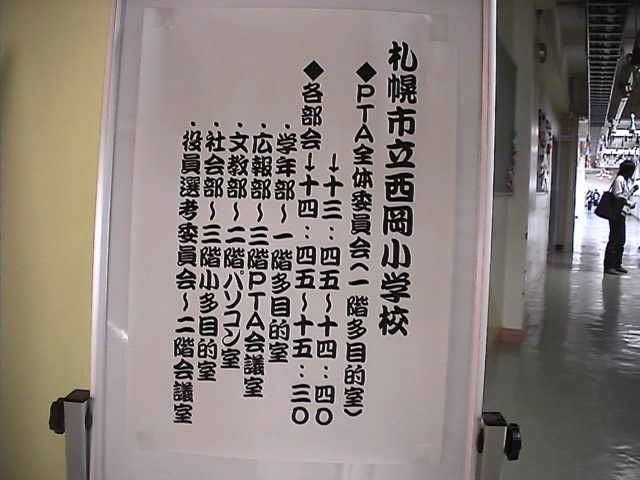 札幌市立西岡小学校
◆PTA全体委員会(一階多目的室)
↓十三:四五〜十四:四〇
◆各部会→十四:四五〜十五:三〇
・学年部〜一階多目的室
・広報部〜三階PTA会議室
・文教部〜二階パソコン室
・社会部〜三階小多目的室
・役員選考委員会〜二階会議室